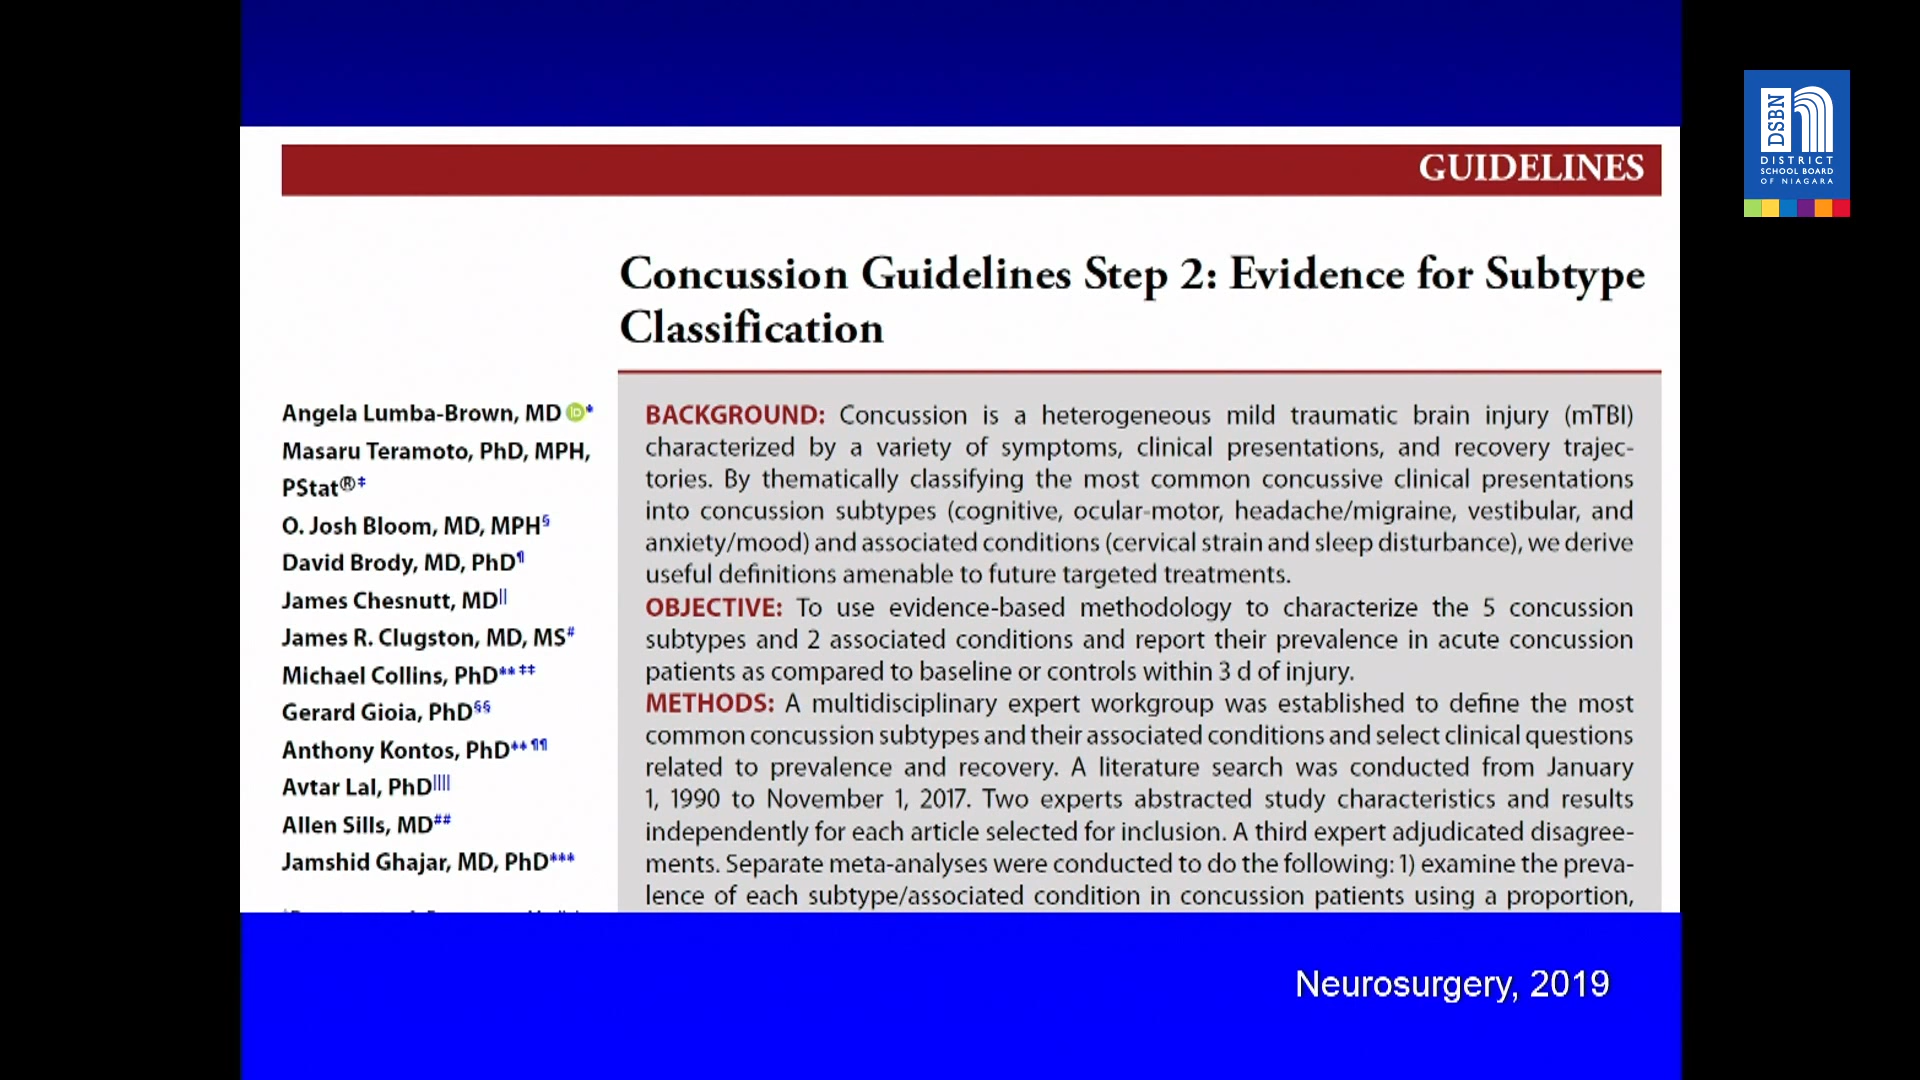 GUIDELINES
DSBN
DISTRICT
SCHOOL BOARD
OF NIAGARA
Concussion Guidelines Step 2: Evidence for Subtype
Classification
Angela Lumba-Brown, MD iD*
Masaru Teramoto, PhD, MPH,
PStat®‡
O. Josh Bloom, MD, MPH§
David Brody, MD, PhD¶
James Chesnutt, MD||
James R. Clugston, MD, MS#
Michael Collins, PhD**‡‡
Gerard Gioia, PhD§§
Anthony Kontos, PhD**¶¶
Avtar Lal, PhD||||
Allen Sills, MD##
Jamshid Ghajar, MD, PhD***
BACKGROUND: Concussion is a heterogeneous mild traumatic brain injury (mTBI)
characterized by a variety of symptoms, clinical presentations, and recovery trajec-
tories. By thematically classifying the most common concussive clinical presentations
into concussion subtypes (cognitive, ocular-motor, headache/migraine, vestibular, and
anxiety/mood) and associated conditions (cervical strain and sleep disturbance), we derive
useful definitions amenable to future targeted treatments.
OBJECTIVE: To use evidence-based methodology to characterize the 5 concussion
subtypes and 2 associated conditions and report their prevalence in acute concussion
patients as compared to baseline or controls within 3 d of injury.
METHODS: A multidisciplinary expert workgroup was established to define the most
common concussion subtypes and their associated conditions and select clinical questions
related to prevalence and recovery. A literature search was conducted from January
1, 1990 to November 1, 2017. Two experts abstracted study characteristics and results
independently for each article selected for inclusion. A third expert adjudicated disagree-
ments. Separate meta-analyses were conducted to do the following: 1) examine the preva-
lence of each subtype/associated condition in concussion patients using a proportion,
Neurosurgery, 2019